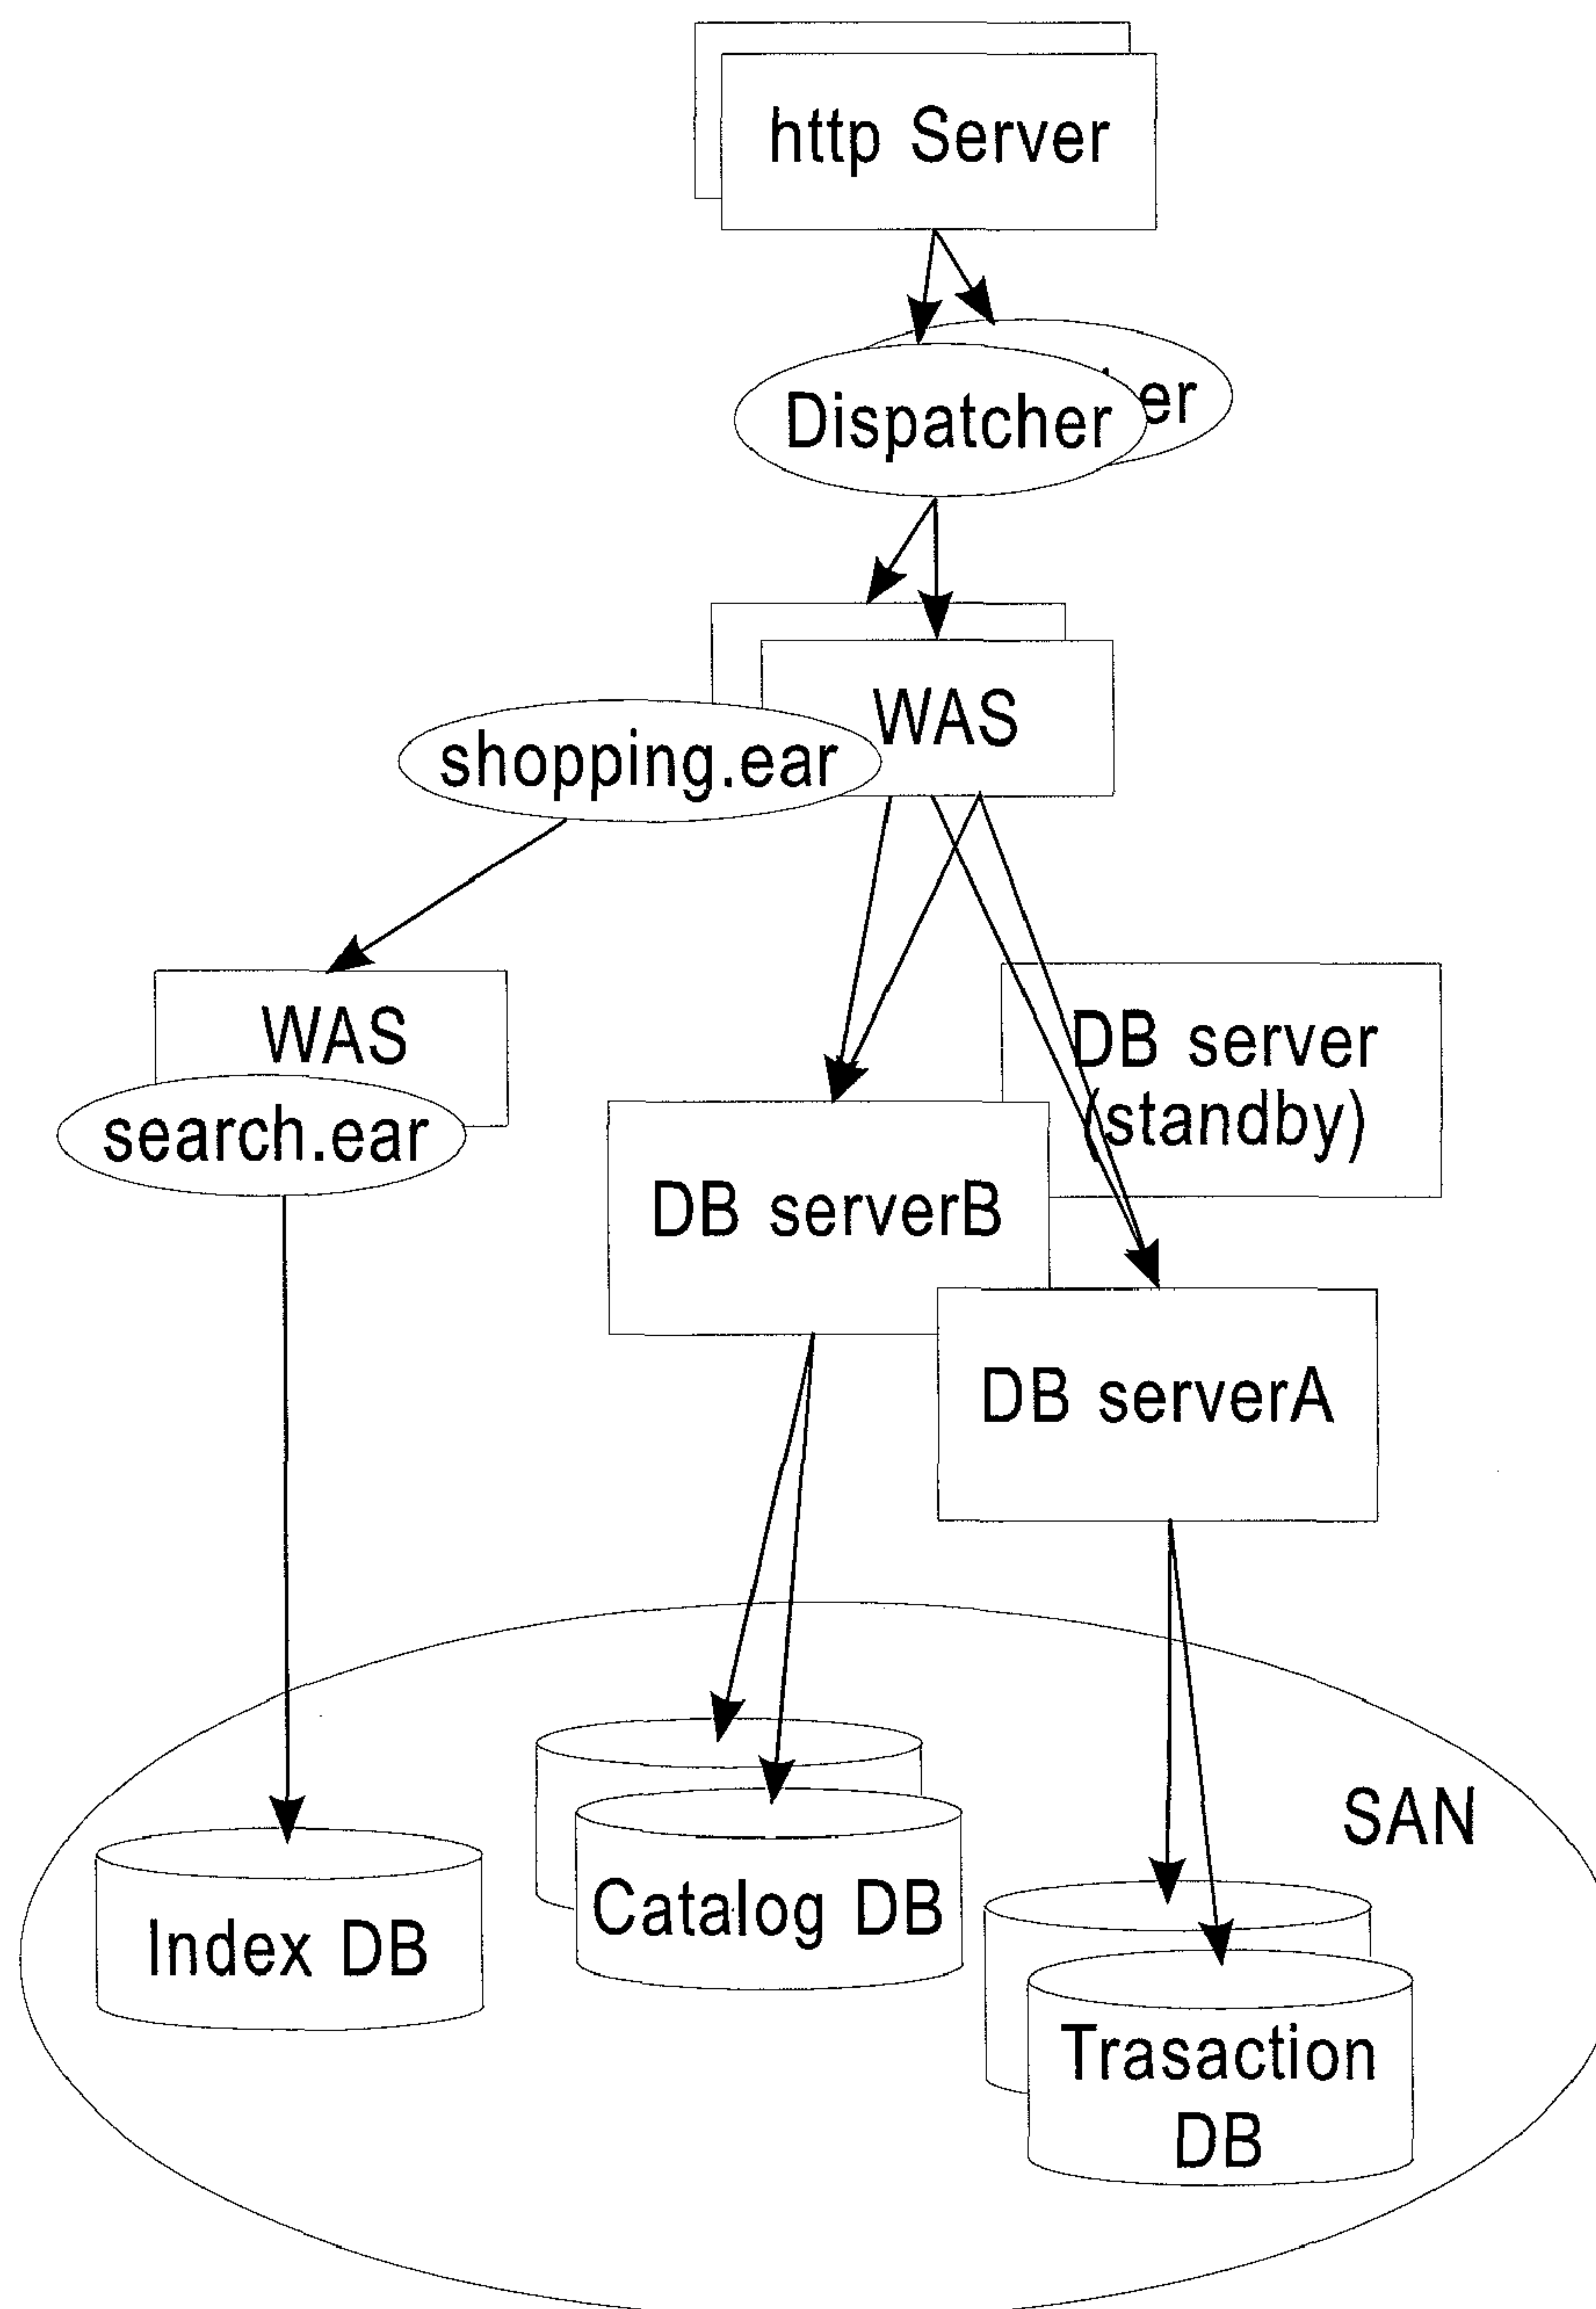 http Server
Dispatcher
er
WAS
shopping.ear
WAS
search.ear
DB server
(standby)
DB serverB
DB serverA
SAN
Index DB
Catalog DB
Trasaction
DB